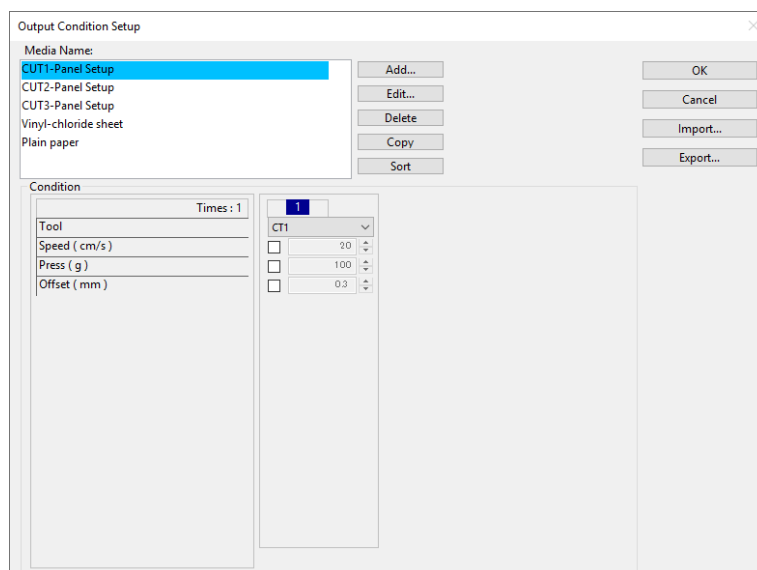 Output Condition Setup
Media Name:
CUT1-Panel Setup
CUT2-Panel Setup
CUT3-Panel Setup
Vinyl-chloride sheet
Plain paper
Add...
Edit...
Delete
Copy
Sort
OK
Cancel
Import...
Export...
Condition
Times : 1
1
Tool
CT1
Speed ( cm/s )
20
Press ( g )
100
Offset ( mm )
0.3